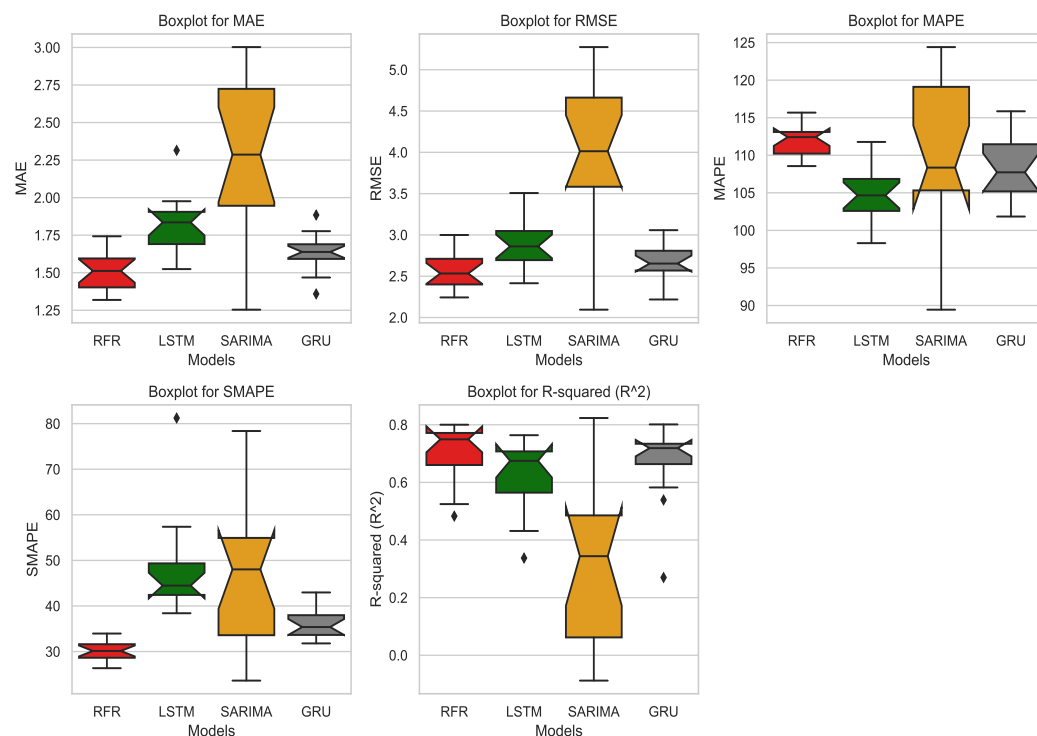 Boxplot for MAE
3.00
2.75
2.50
2.25
2.00
1.75
1.50
1.25
MAE
RFR LSTM SARIMA GRU
Models
Boxplot for RMSE
5.0
4.5
4.0
3.5
3.0
2.5
2.0
RMSE
RFR LSTM SARIMA GRU
Models
Boxplot for MAPE
125
120
115
110
105
100
95
90
MAPE
RFR LSTM SARIMA GRU
Models
Boxplot for SMAPE
80
70
60
50
40
30
SMAPE
RFR LSTM SARIMA GRU
Models
Boxplot for R-squared (R^2)
0.8
0.6
0.4
0.2
0.0
R-squared (R^2)
RFR LSTM SARIMA GRU
Models